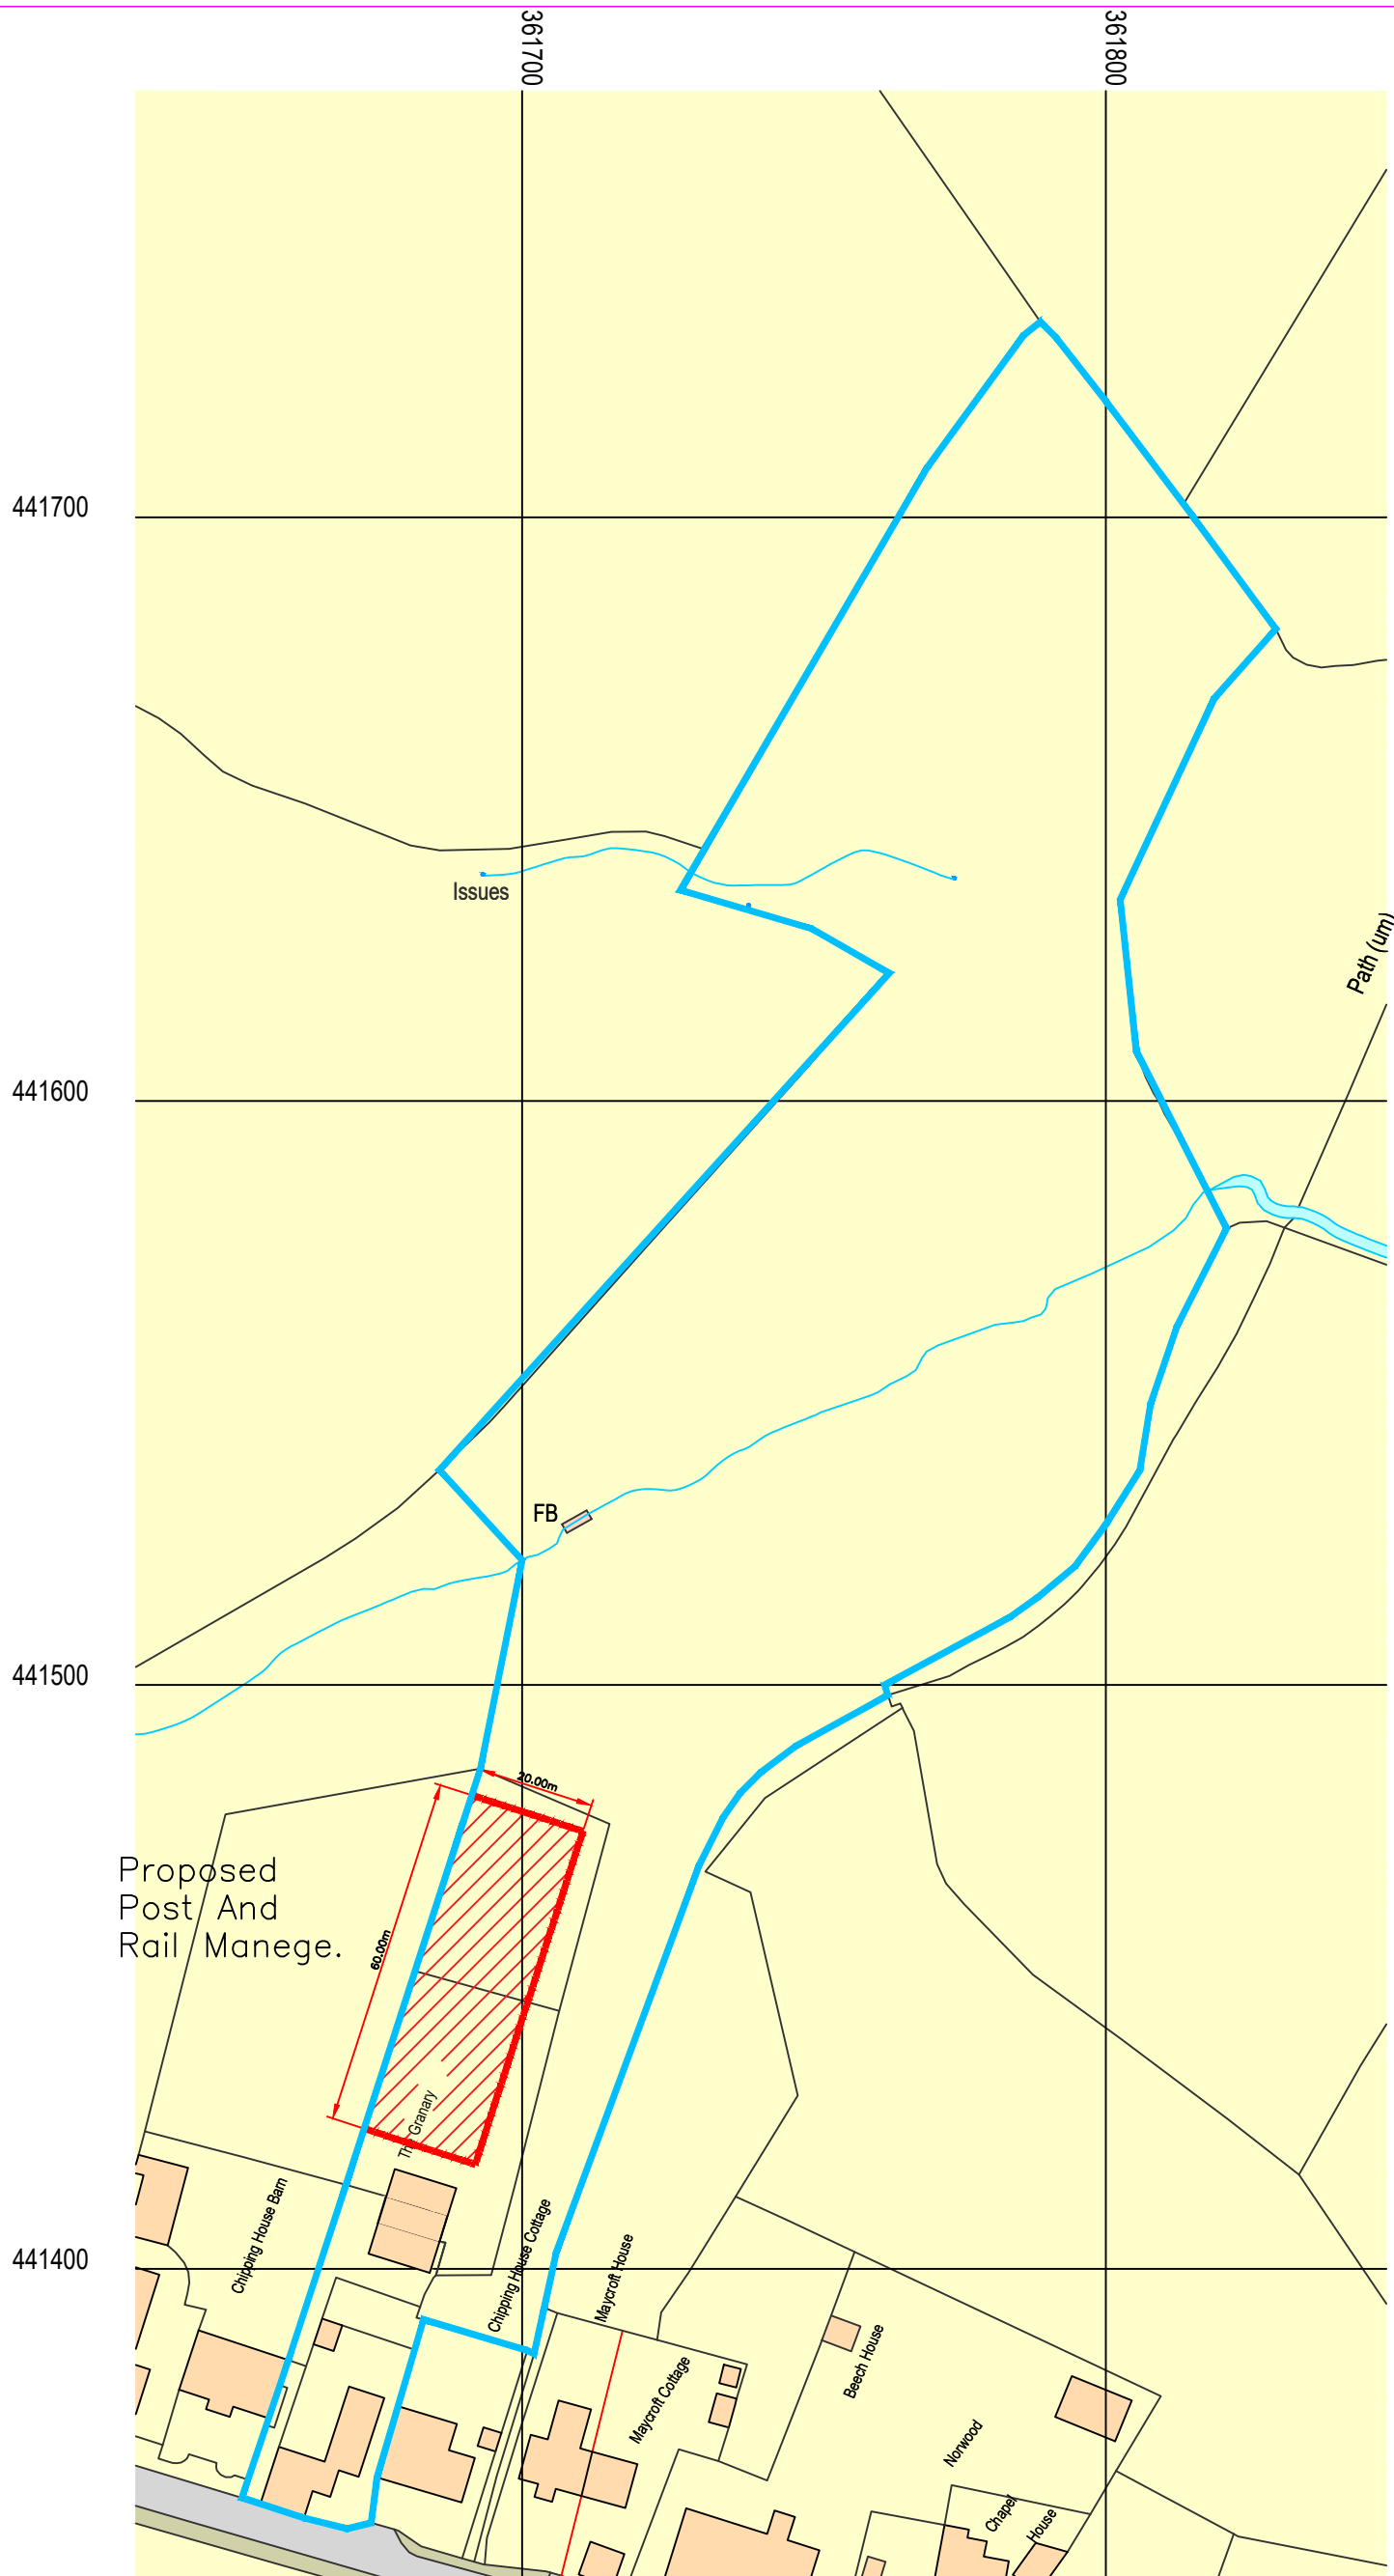 361700
361800
441700
Issues
Path (um)
441600
FB
441500
20.00m
Proposed
Post And
Rail Manege.
60.00m
The Granary
Chipping House Barn
Chipping House Cottage
Maycroft House
441400
Beech House
Maycroft Cottage
Norwood
Chapel
House